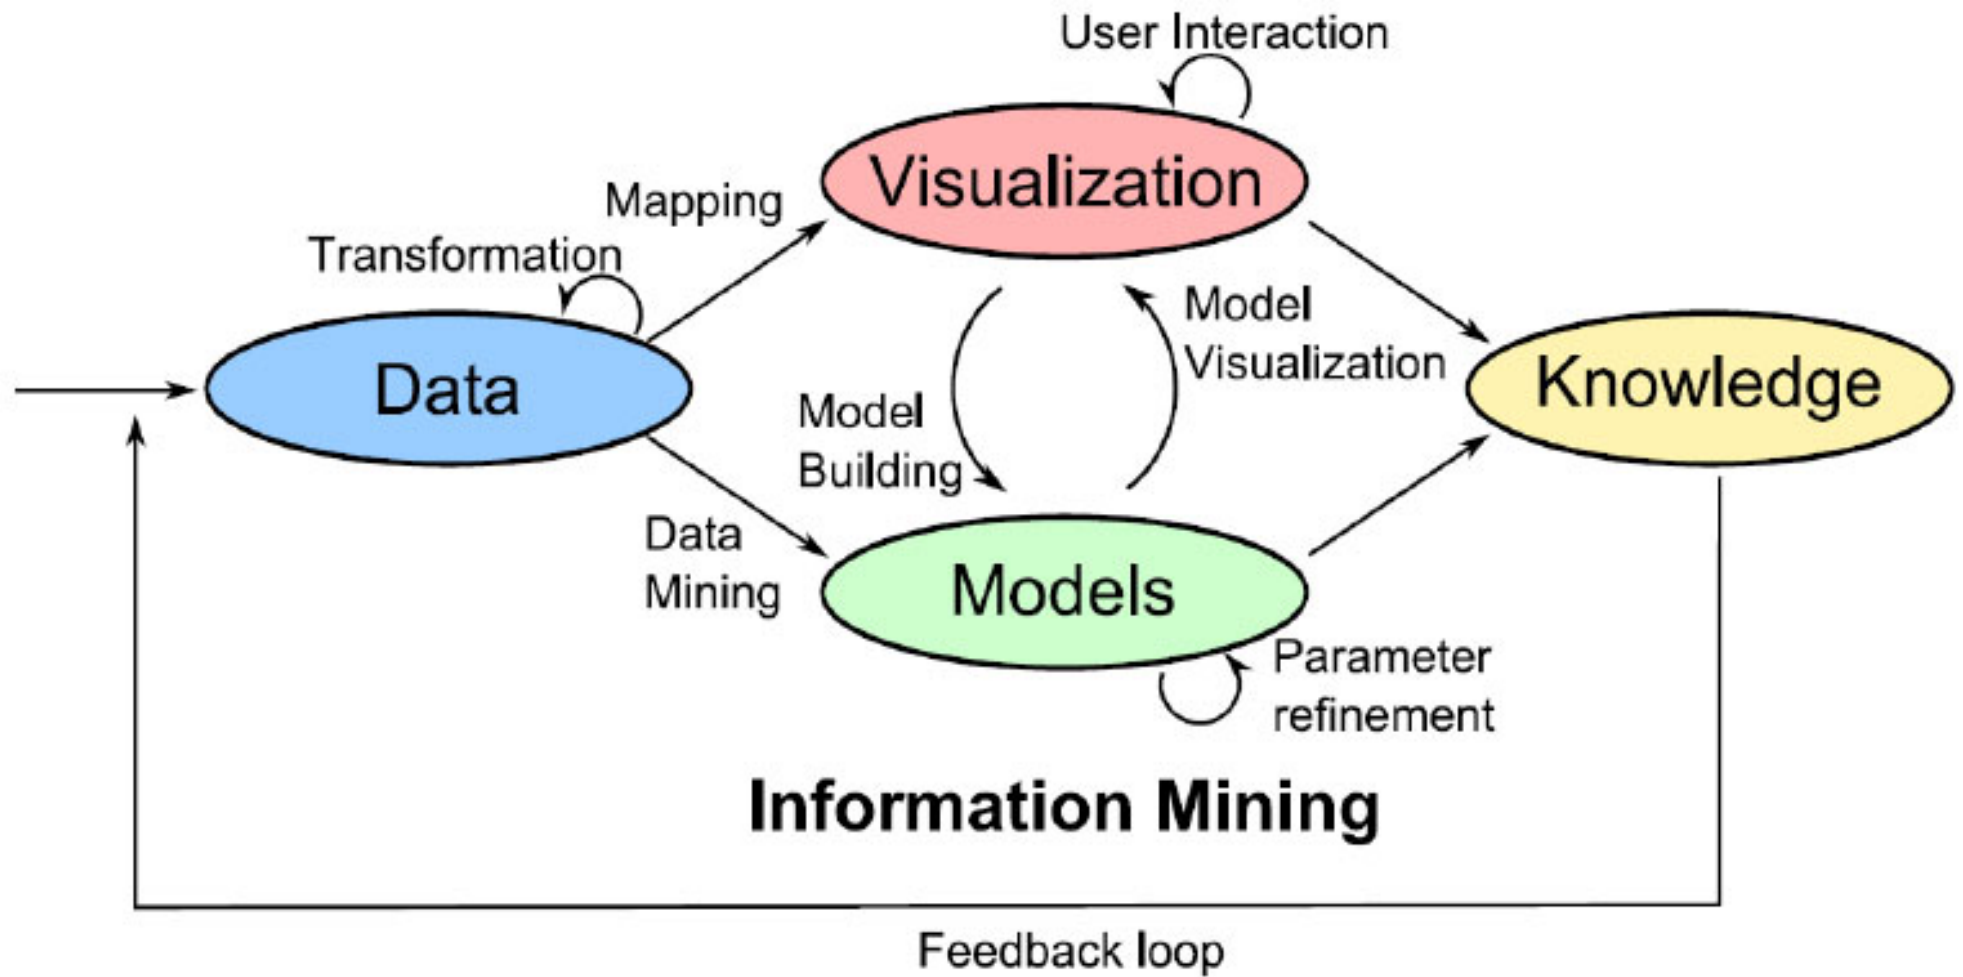 User Interaction
Visualization
Mapping
Transformation
Data
Model
Visualization
Knowledge
Model
Building
Data
Mining
Models
Parameter
refinement
Information Mining
Feedback loop